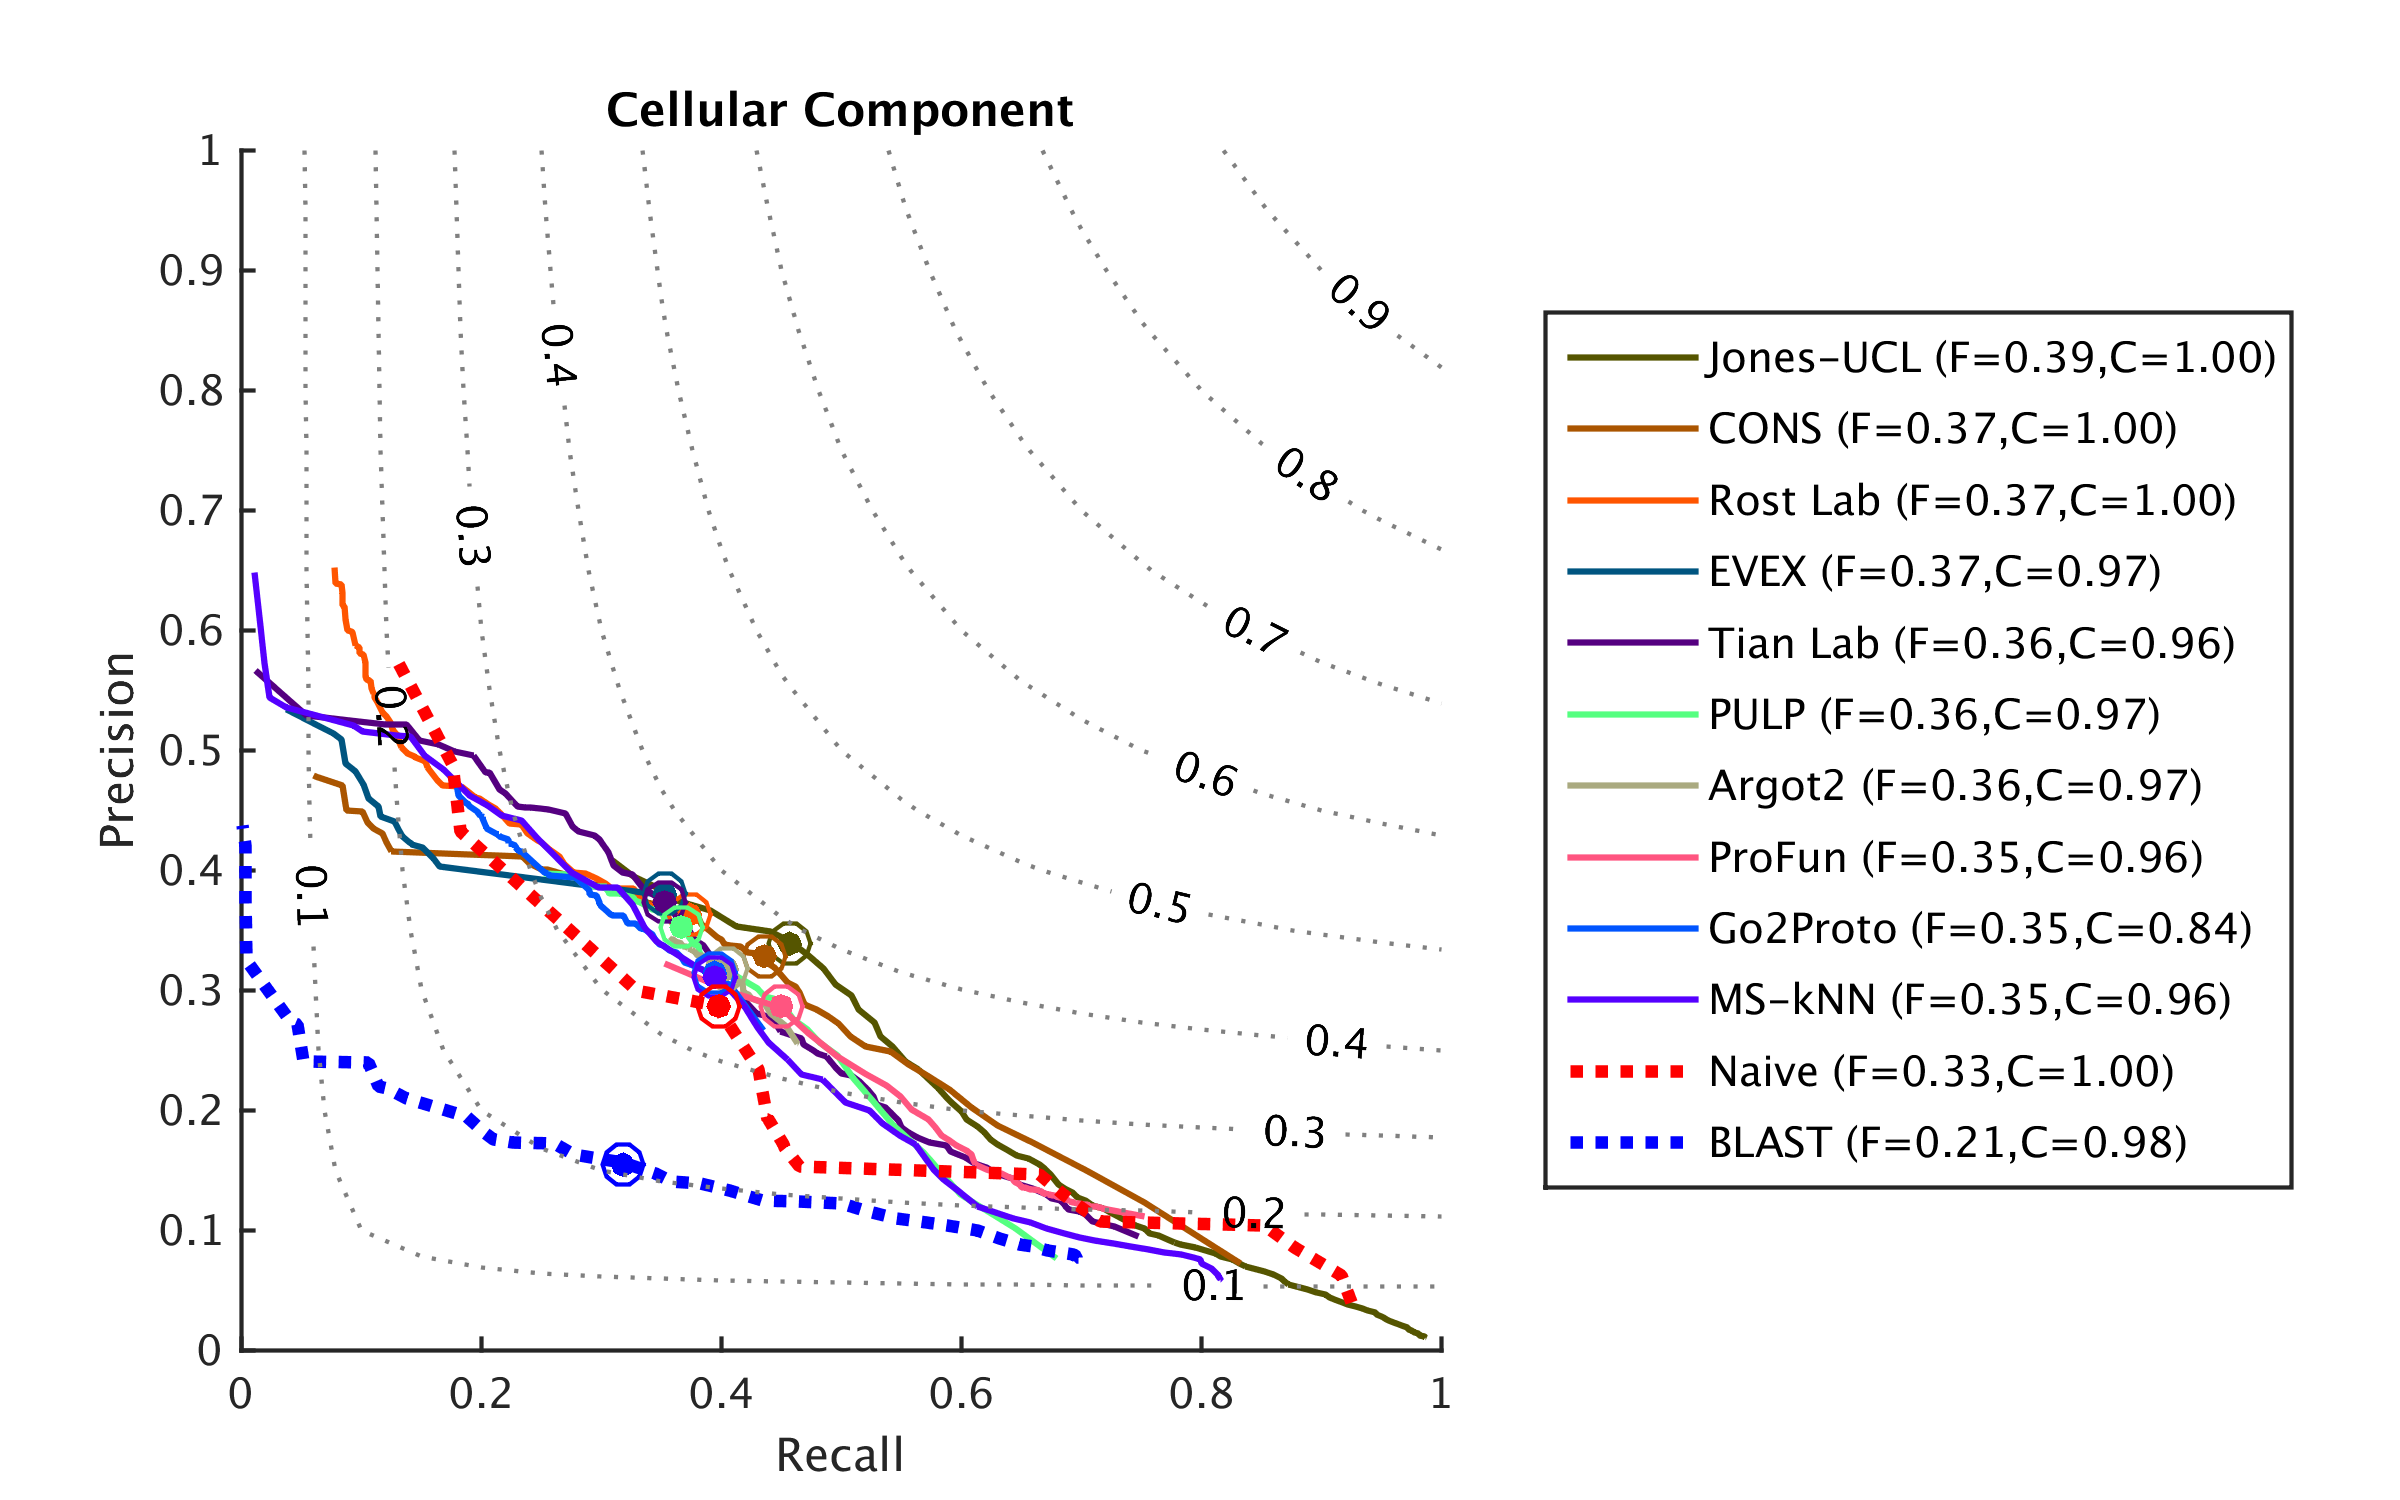 Cellular Component
1
0.9
0.8
0.7
0.6
0.5
0.4
0.3
0.2
0.1
0
Precision
0 0.2 0.4 0.6 0.8 1
Recall
0.9
0.8
0.7
0.6
0.5
0.4
0.3
0.2
0.1
0.4
0.3
0.2
0.1
Jones-UCL (F=0.39,C=1.00)
CONS (F=0.37,C=1.00)
Rost Lab (F=0.37,C=1.00)
EVEX (F=0.37,C=0.97)
Tian Lab (F=0.36,C=0.96)
PULP (F=0.36,C=0.97)
Argot2 (F=0.36,C=0.97)
ProFun (F=0.35,C=0.96)
Go2Proto (F=0.35,C=0.84)
MS-kNN (F=0.35,C=0.96)
Naive (F=0.33,C=1.00)
BLAST (F=0.21,C=0.98)